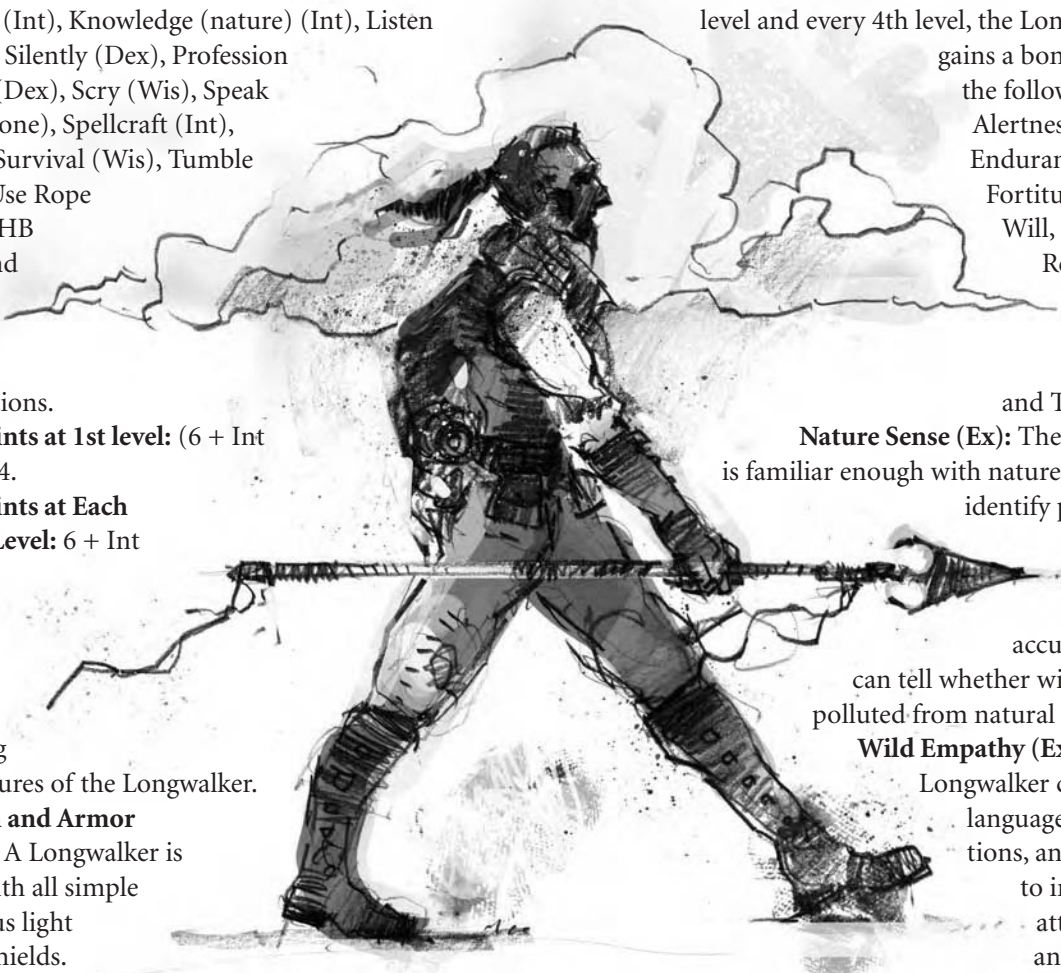 (Int), Knowledge (nature) (Int), Listen
Silently (Dex), Profession
(Dex), Scry (Wis), Speak
one), Spellcraft (Int),
Survival (Wis), Tumble
Use Rope
HB
nd
ions.
ints at 1st level: (6 + Int
4.
ints at Each
Level: 6 + Int
g
ures of the Longwalker.
n and Armor
A Longwalker is
th all simple
us light
hields.
level and every 4th level, the Lon
gains a bon
the follow
Alertnes
Enduran
Fortitu
Will,
Re
and T
Nature Sense (Ex): The
is familiar enough with nature
identify p
accu
can tell whether wi
polluted from natural
Wild Empathy (Ex
Longwalker c
language
tions, an
to in
att
an